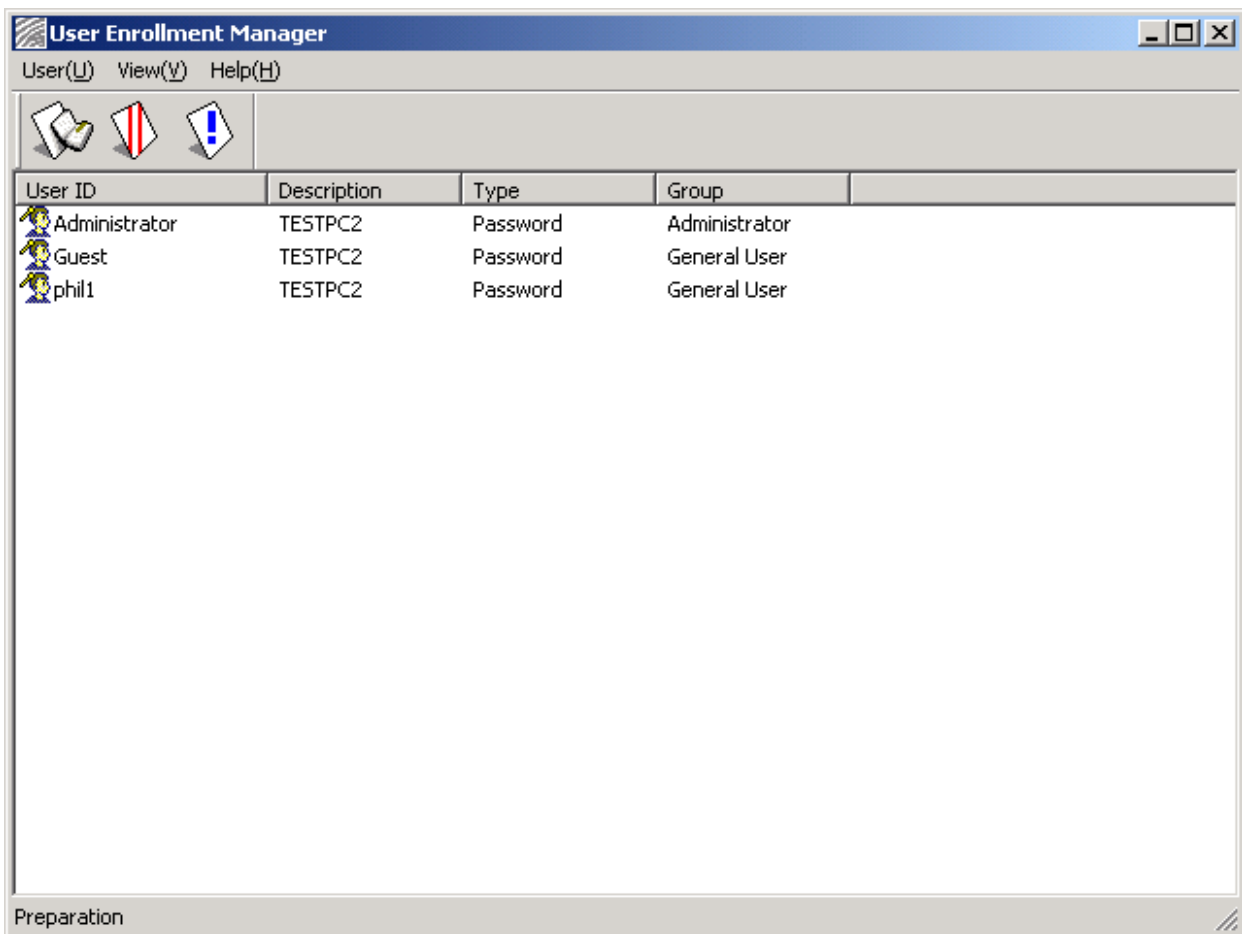 User Enrollment Manager
User(U) View(V) Help(H)
User ID Description Type Group
Administrator TESTPC2 Password Administrator
Guest TESTPC2 Password General User
phil1 TESTPC2 Password General User
Preparation